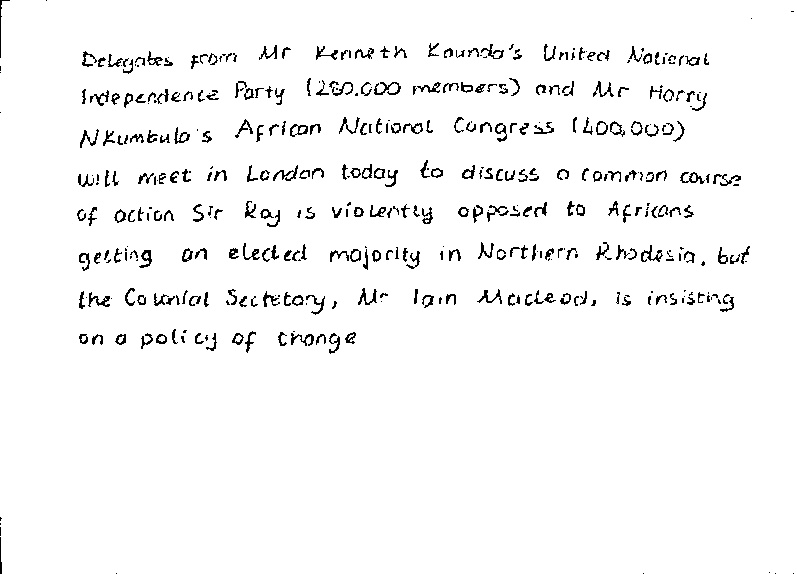 Delegates from Mr Kenneth Kaunda's United National
Independence Party (280.000 members) and Mr Harry
Nkumbula's African National Congress (400,000)
will meet in London today to discuss a common course
of action Sir Roy is violently opposed to Africans
getting an elected majority in Northern Rhodesia, but
the Colonial Secretary, Mr Iain Macleod, is insisting
on a policy of change